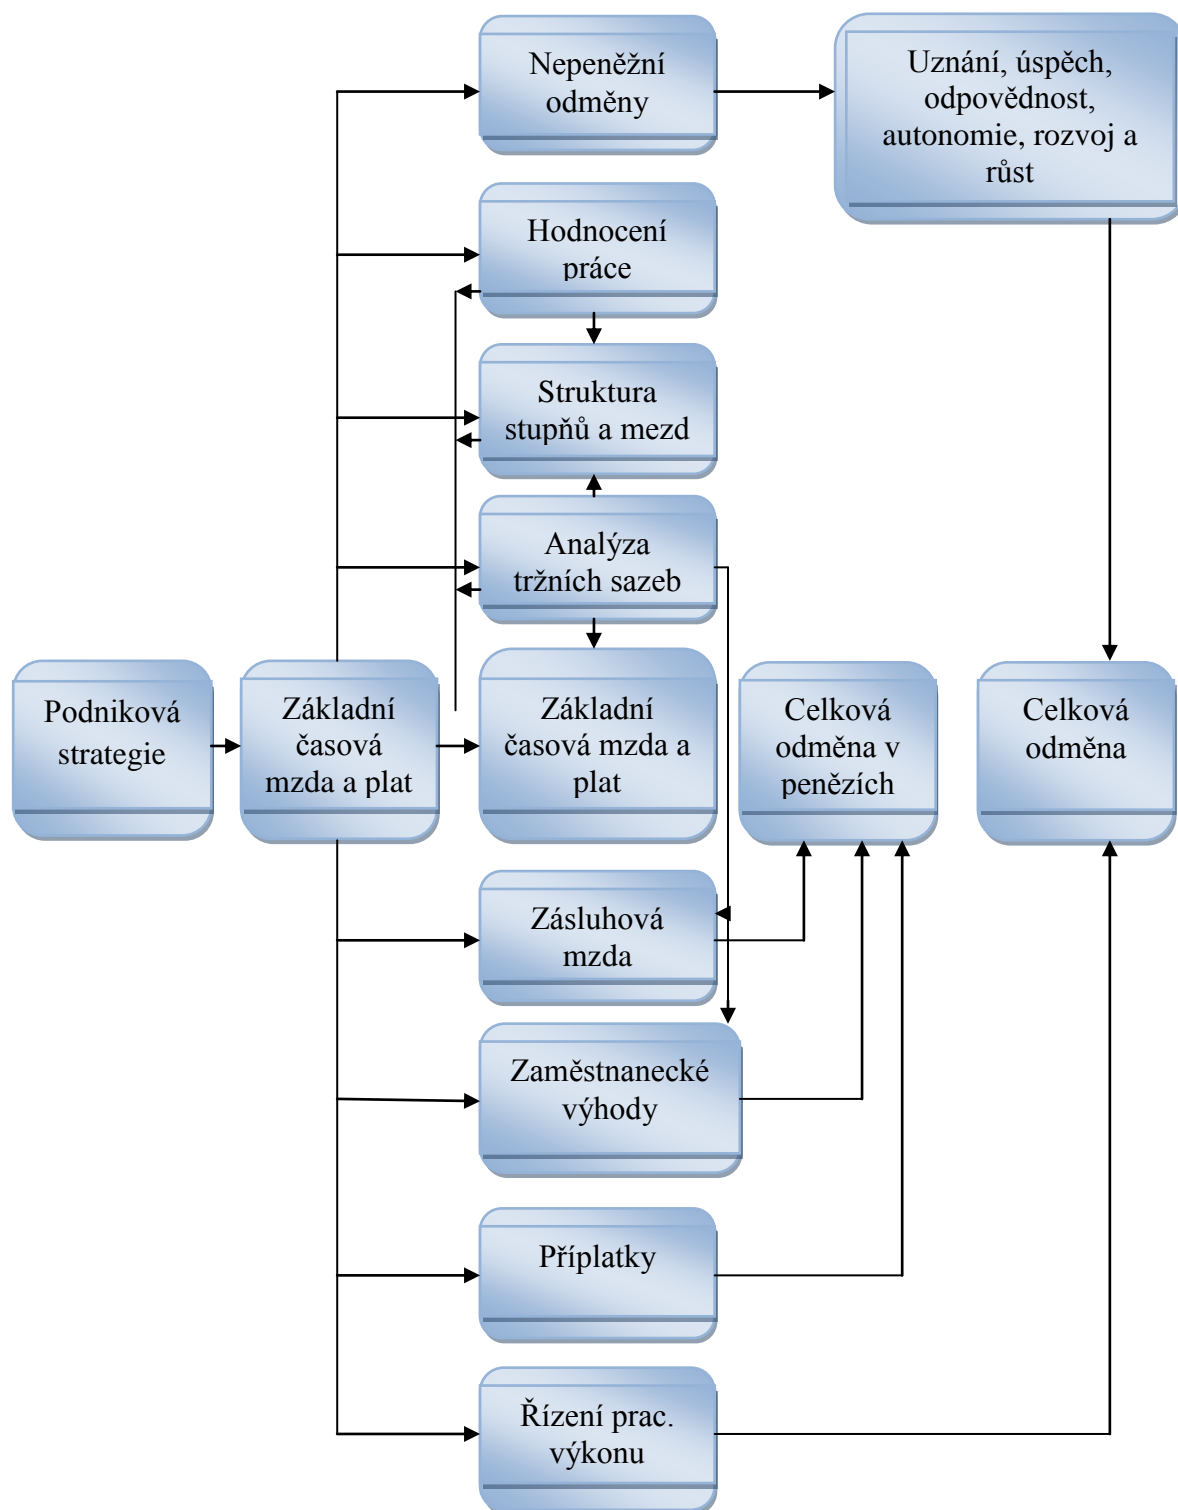 Nepeněžní
odměny
Uznání, úspěch,
odpovědnost,
autonomie, rozvoj a
růst
Hodnocení
práce
Struktura
stupňů a mezd
Analýza
tržních sazeb
Podniková
strategie
Základní
časová
mzda a plat
Základní
časová mzda a
plat
Celková
odměna v
penězích
Celková
odměna
Zásluhová
mzda
Zaměstnanecké
výhody
Příplatky
Řízení prac.
výkonu